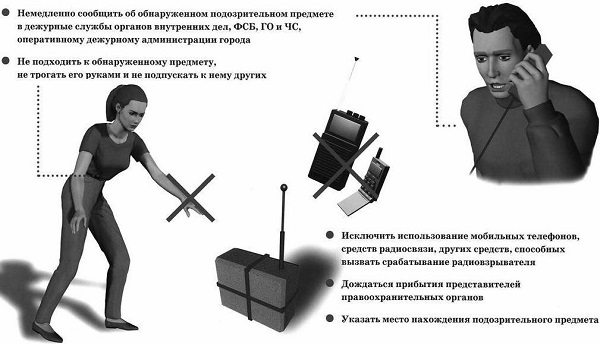 Немедленно сообщить об обнаруженном подозрительном предмете
в дежурные службы органов внутренних дел, ФСБ, ГО и ЧС,
оперативному дежурному администрации города
Не подходить к обнаруженному предмету,
не трогать его руками и не подпускать к нему других
Исключить использование мобильных телефонов,
средств радиосвязи, других средств, способных
вызвать срабатывание радиовзрывателя
Дождаться прибытия представителей
правоохранительных органов
Указать место нахождения подозрительного предмета